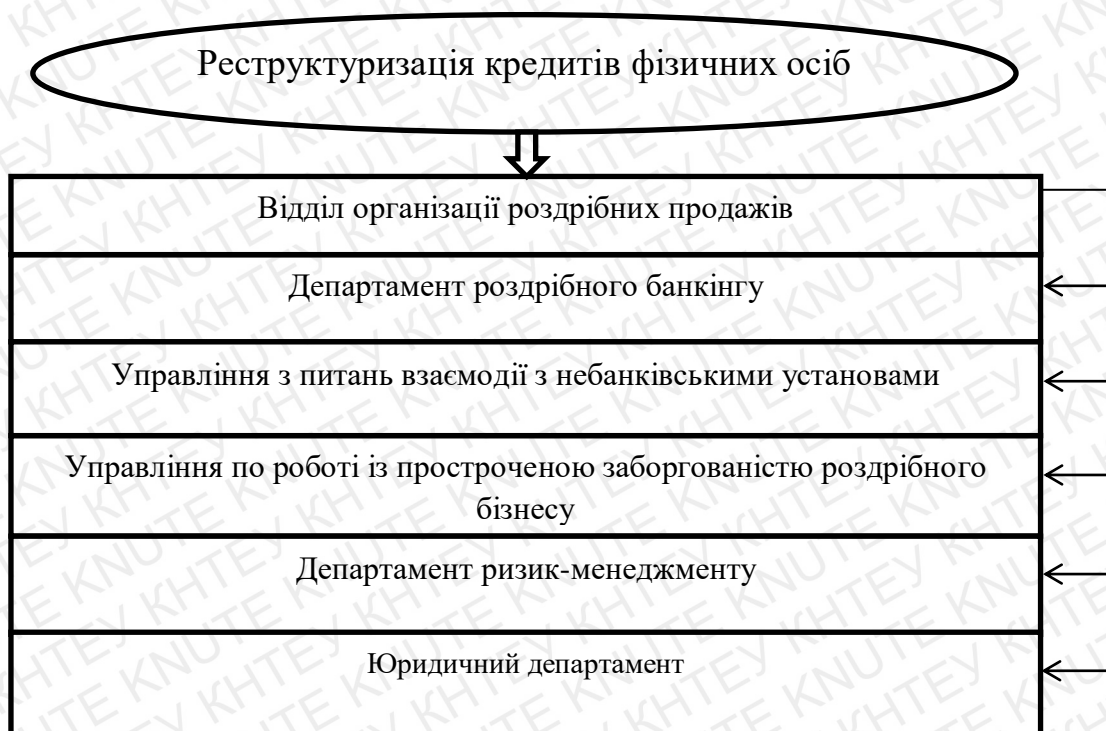 Реструктуризація кредитів фізичних осіб
Відділ організації роздрібних продажів
Департамент роздрібного банкінгу
Управління з питань взаємодії з небанківськими установами
Управління по роботі із простроченою заборгованістю роздрібного
бізнесу
Департамент ризик-менеджменту
Юридичний департамент